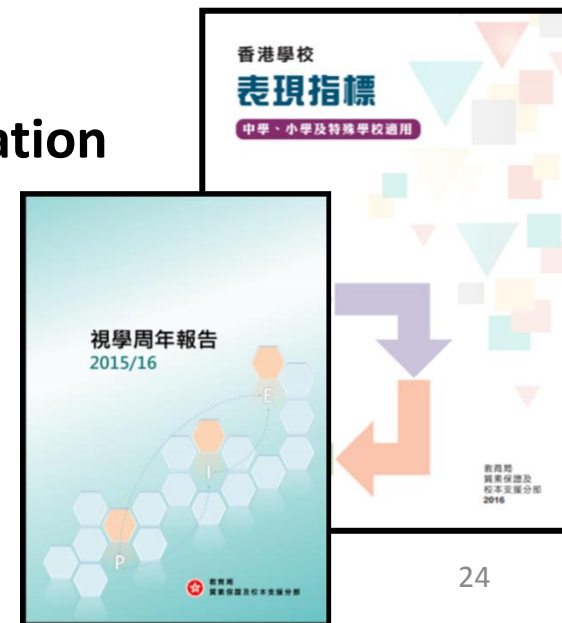 ation
香港學校
表現指標
中學、小學及特殊學校適用
教育局
質素保證及
校本支援分部
2016
視學周年報告
2015/16
E
I
P
教育局
質素保證及校本支援分部
24